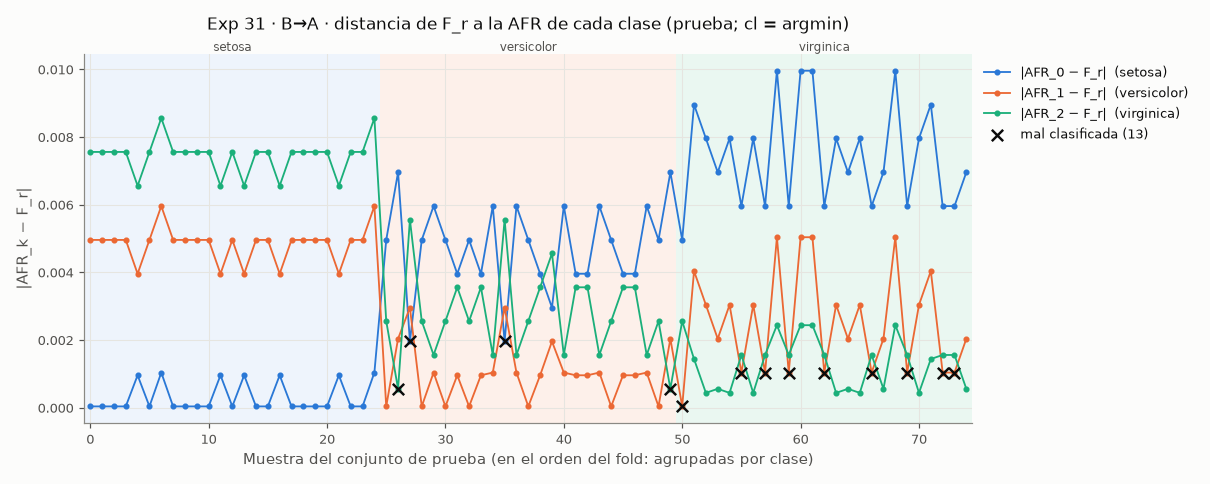 Exp 31 · B→A · distancia de F_r a la AFR de cada clase (prueba; cl = argmin)
setosa
versicolor
virginica
|AFR_k − F_r|
0.010
0.008
0.006
0.004
0.002
0.000
0
10
20
30
40
50
60
70
Muestra del conjunto de prueba (en el orden del fold: agrupadas por clase)
|AFR_0 − F_r| (setosa)
|AFR_1 − F_r| (versicolor)
|AFR_2 − F_r| (virginica)
mal clasificada (13)